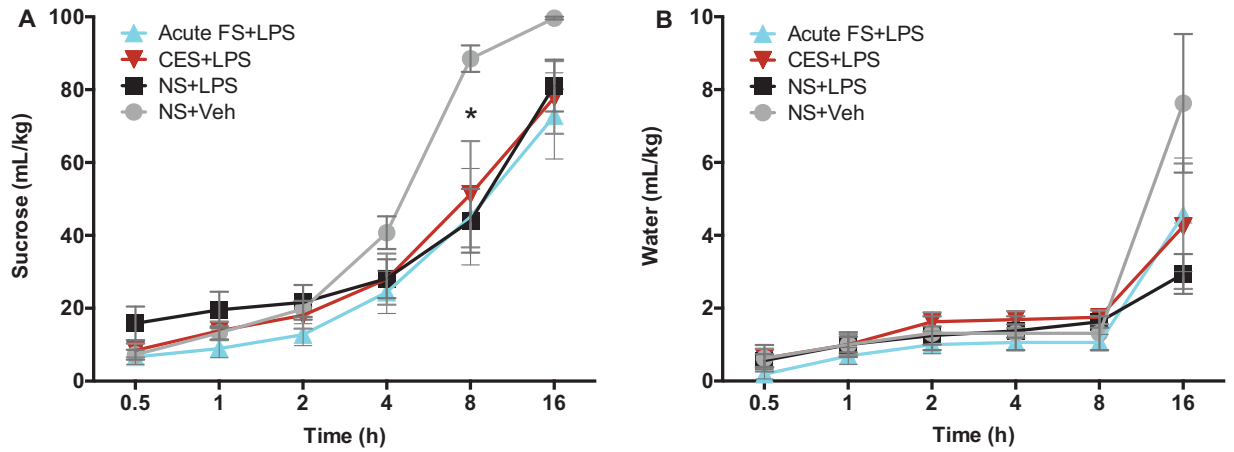 A
Acute FS+LPS
CES+LPS
NS+LPS
NS+Veh
*
Sucrose (mL/kg)
100
80
60
40
20
0
0.5 1 2 4 8 16
Time (h)
B
Acute FS+LPS
CES+LPS
NS+LPS
NS+Veh
Water (mL/kg)
10
8
6
4
2
0
0.5 1 2 4 8 16
Time (h)